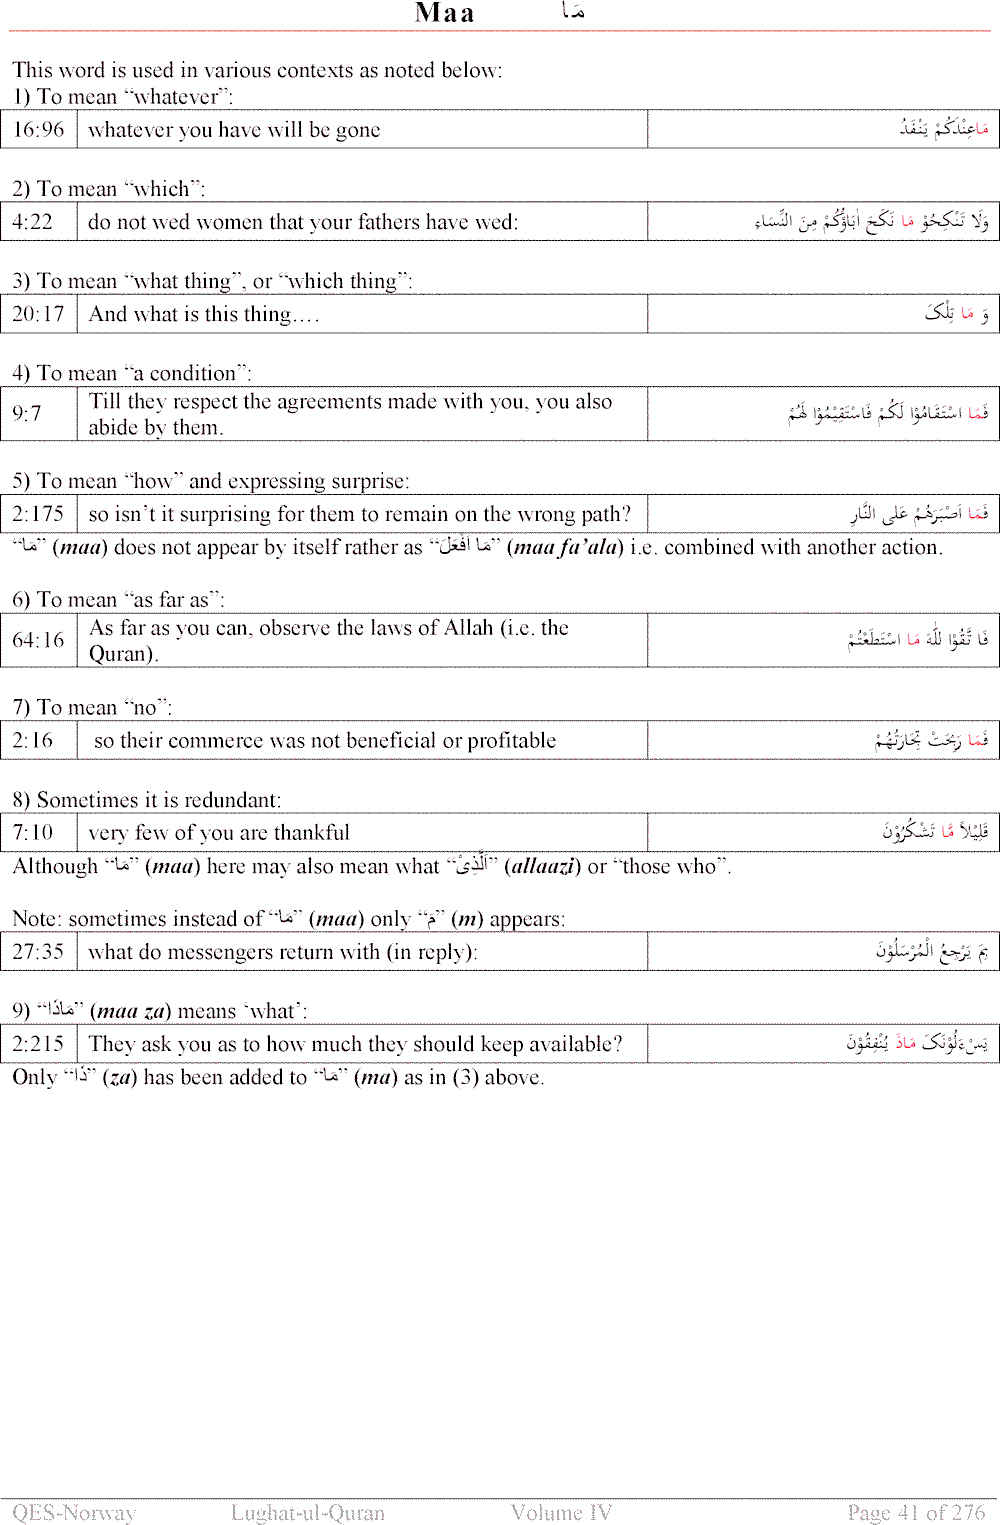 Maa مَا
This word is used in various contexts as noted below:
1) To mean “whatever”:
16:96 whatever you have will be gone مَاعِنْدَكُمْ يَنْفَدُ
2) To mean “which”:
4:22 do not wed women that your fathers have wed: وَلَا تَنْكِحُوْ مَا نَكَحَ اٰبَاؤُكُمْ مِنَ النِّسَاءِ
3) To mean “what thing”, or “which thing”:
20:17 And what is this thing…. وَ مَا تِلْکَ
4) To mean “a condition”:
9:7 Till they respect the agreements made with you, you also
abide by them. فَمَا اسْتَقَامُوْا لَكُمْ فَاسْتَقِيْمُوْا لَهُمْ
5) To mean “how” and expressing surprise:
2:175 so isn’t it surprising for them to remain on the wrong path? فَمَا اَصْبَرَهُمْ عَلی النَّارِ
“مَا” (maa) does not appear by itself rather as “مَا اَفْعَلَ” (maa fa’ala) i.e. combined with another action.
6) To mean “as far as”:
64:16 As far as you can, observe the laws of Allah (i.e. the
Quran). فَا تَّقُوْا للّٰهَ مَا اسْتَطَعْتُمْ
7) To mean “no”:
2:16 so their commerce was not beneficial or profitable فَمَا رَبِحَتْ تِجَارَتُهُمْ
8) Sometimes it is redundant:
7:10 very few of you are thankful قَلِيْلاً مَّا تَشْكُرُوْنَ
Although “مَا” (maa) here may also mean what “اَلَّذِیْ” (allaazi) or “those who”.
Note: sometimes instead of “مَا” (maa) only “مَ” (m) appears:
27:35 what do messengers return with (in reply): بِمَ يَرْجِعُ الْمُرْسَلُوْنَ
9) “مَاذَا” (maa za) means ‘what’:
2:215 They ask you as to how much they should keep available? يَسْءَلُوْنَکَ مَاذَ يُنْفِقُوْنَ
Only “ذَا” (za) has been added to “مَا” (ma) as in (3) above.
QES-Norway Lughat-ul-Quran Volume IV Page 41 of 276